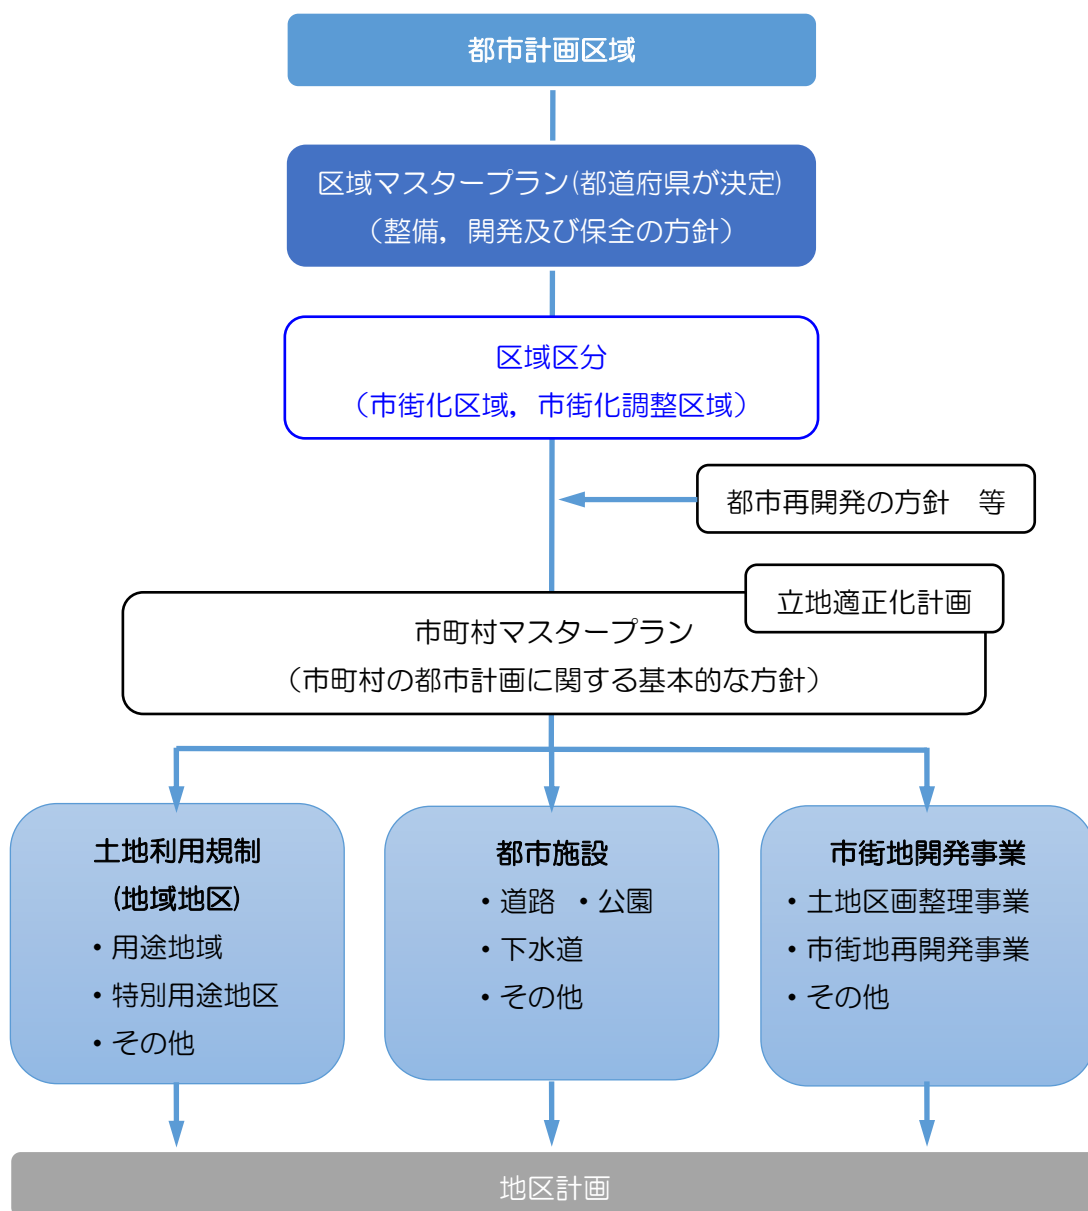 都市計画区域
区域マスタープラン(都道府県が決定)
（整備，開発及び保全の方針）
区域区分
（市街化区域，市街化調整区域）
都市再開発の方針　等
立地適正化計画
市町村マスタープラン
（市町村の都市計画に関する基本的な方針）
土地利用規制
(地域地区)
・用途地域
・特別用途地区
・その他
都市施設
・道路 ・公園
・下水道
・その他
市街地開発事業
・土地区画整理事業
・市街地再開発事業
・その他
地区計画